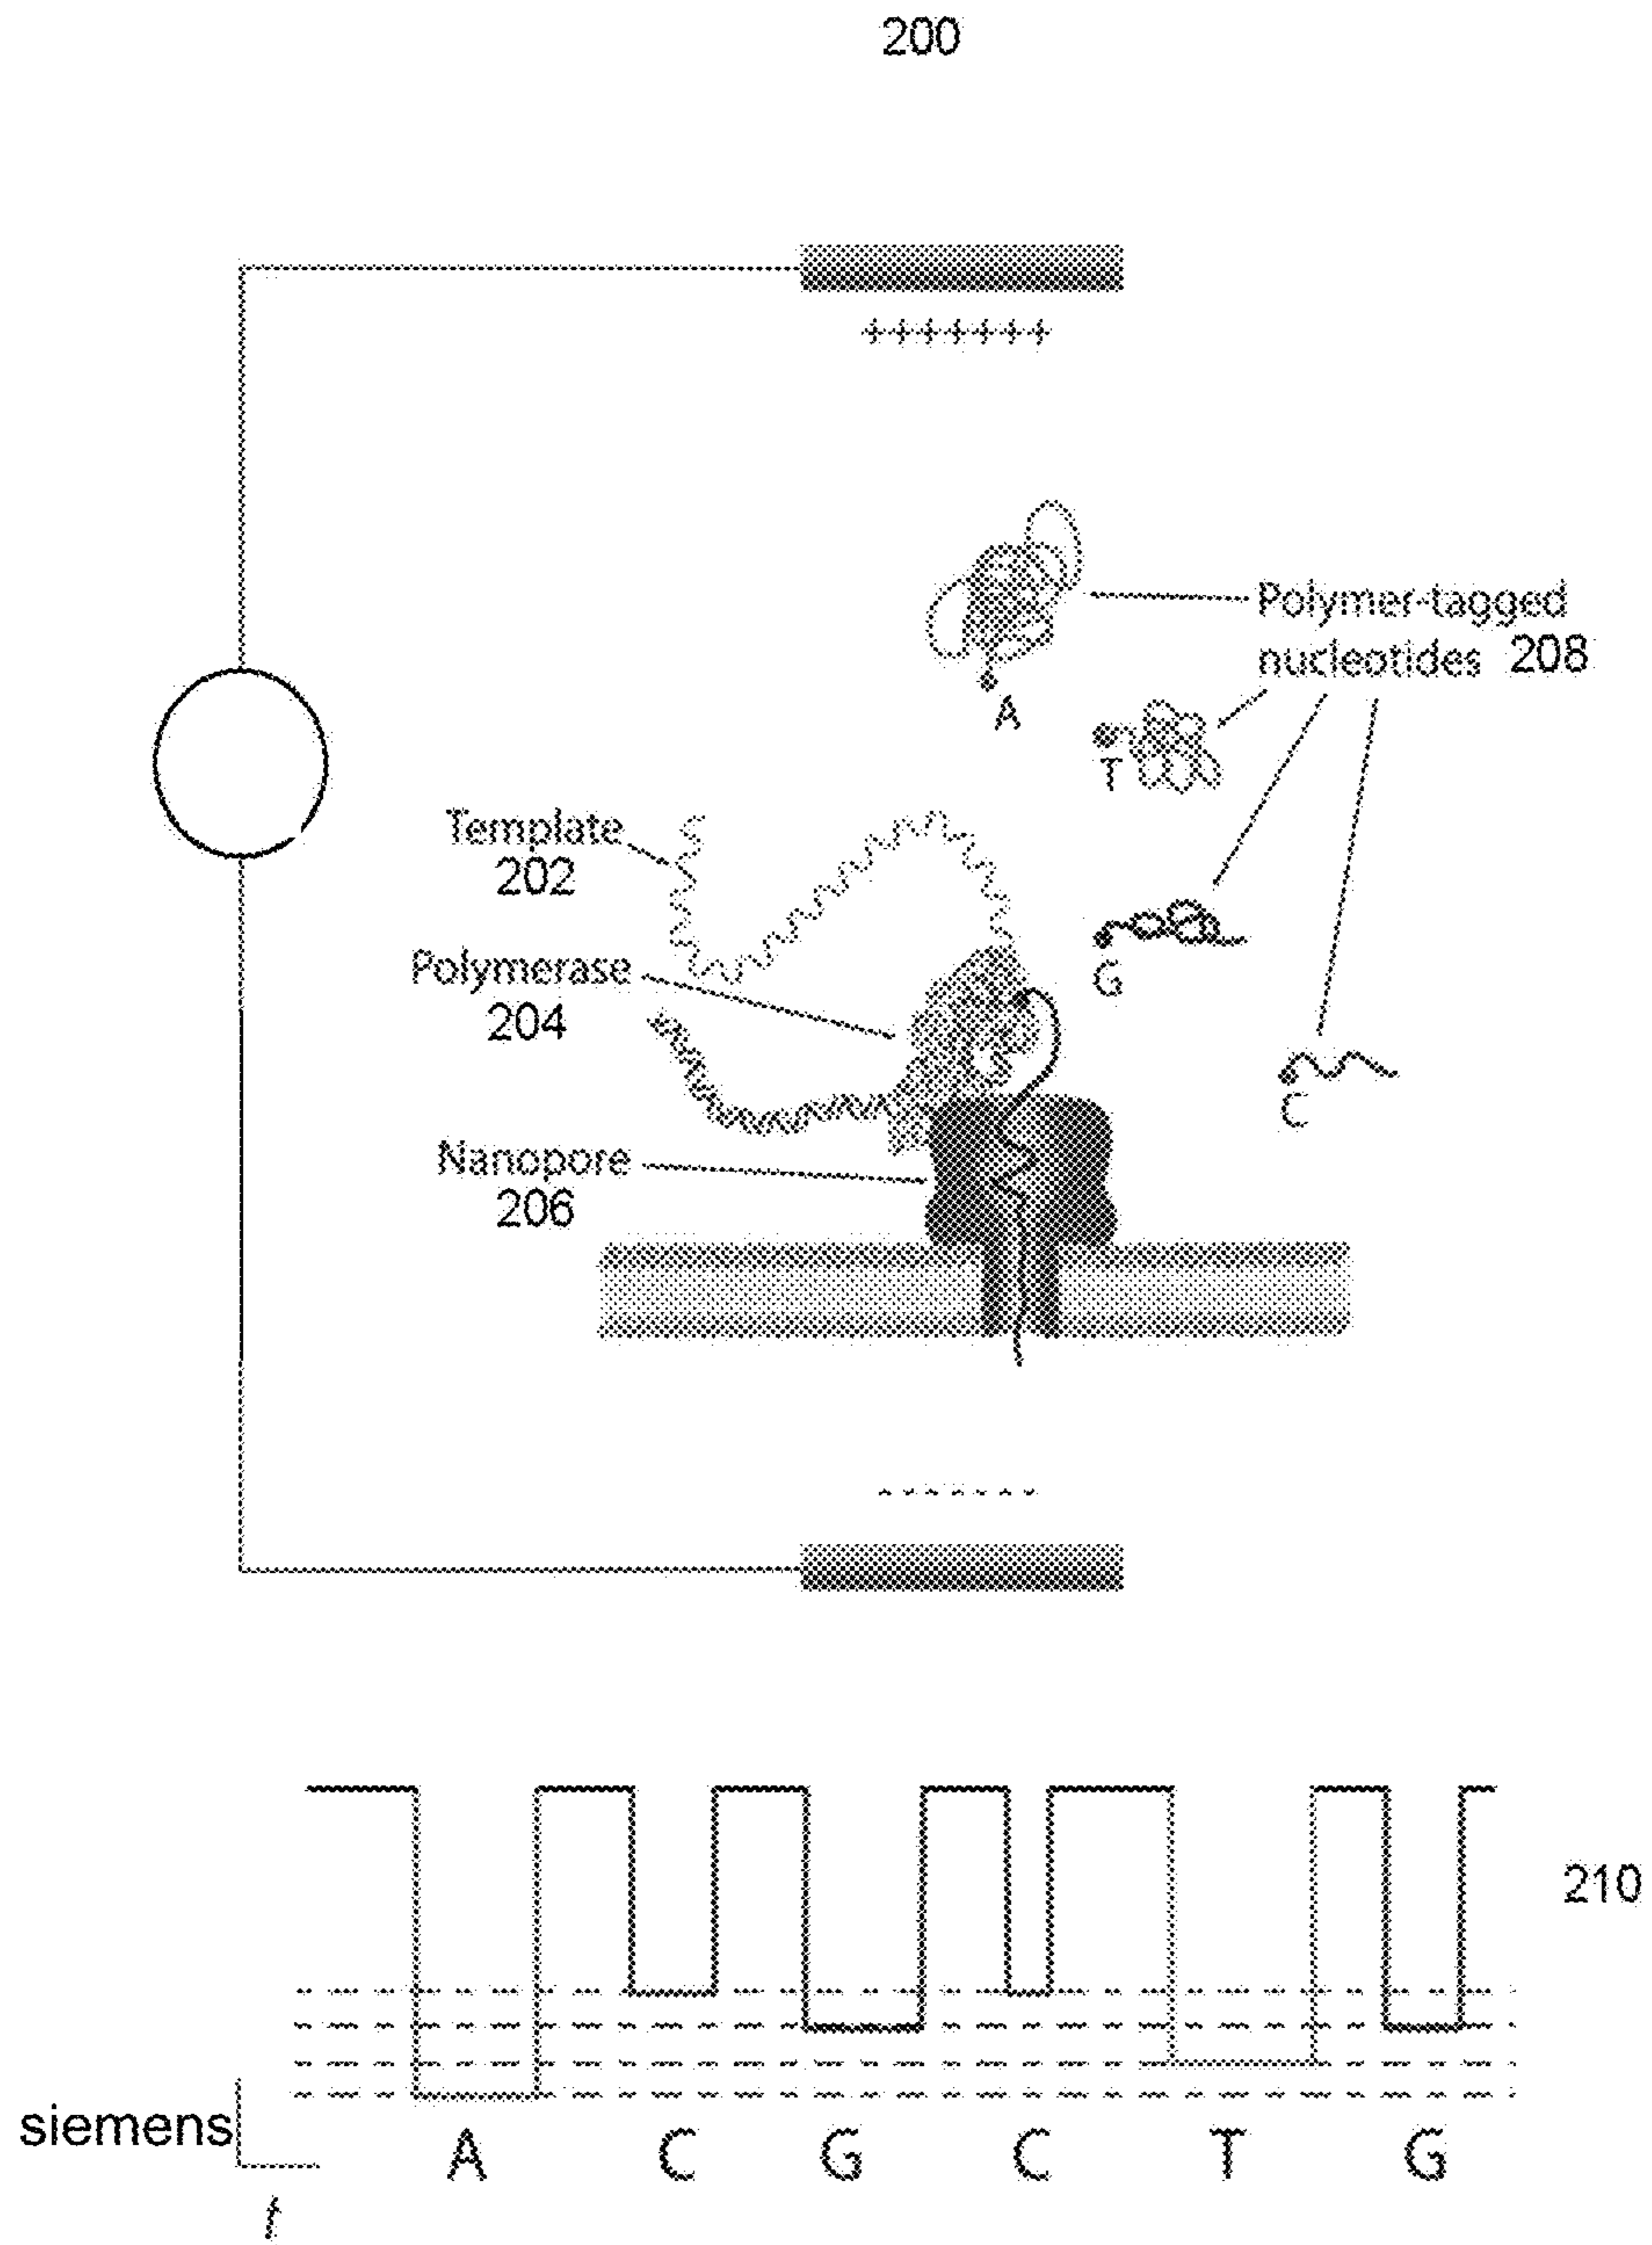 200
+++++++
Polymer-tagged
nucleotides 208
A
T
Template
202
G
Polymerase
204
C
Nanopore
206
- - - - - - -
210
siemens
A C G C T G
t